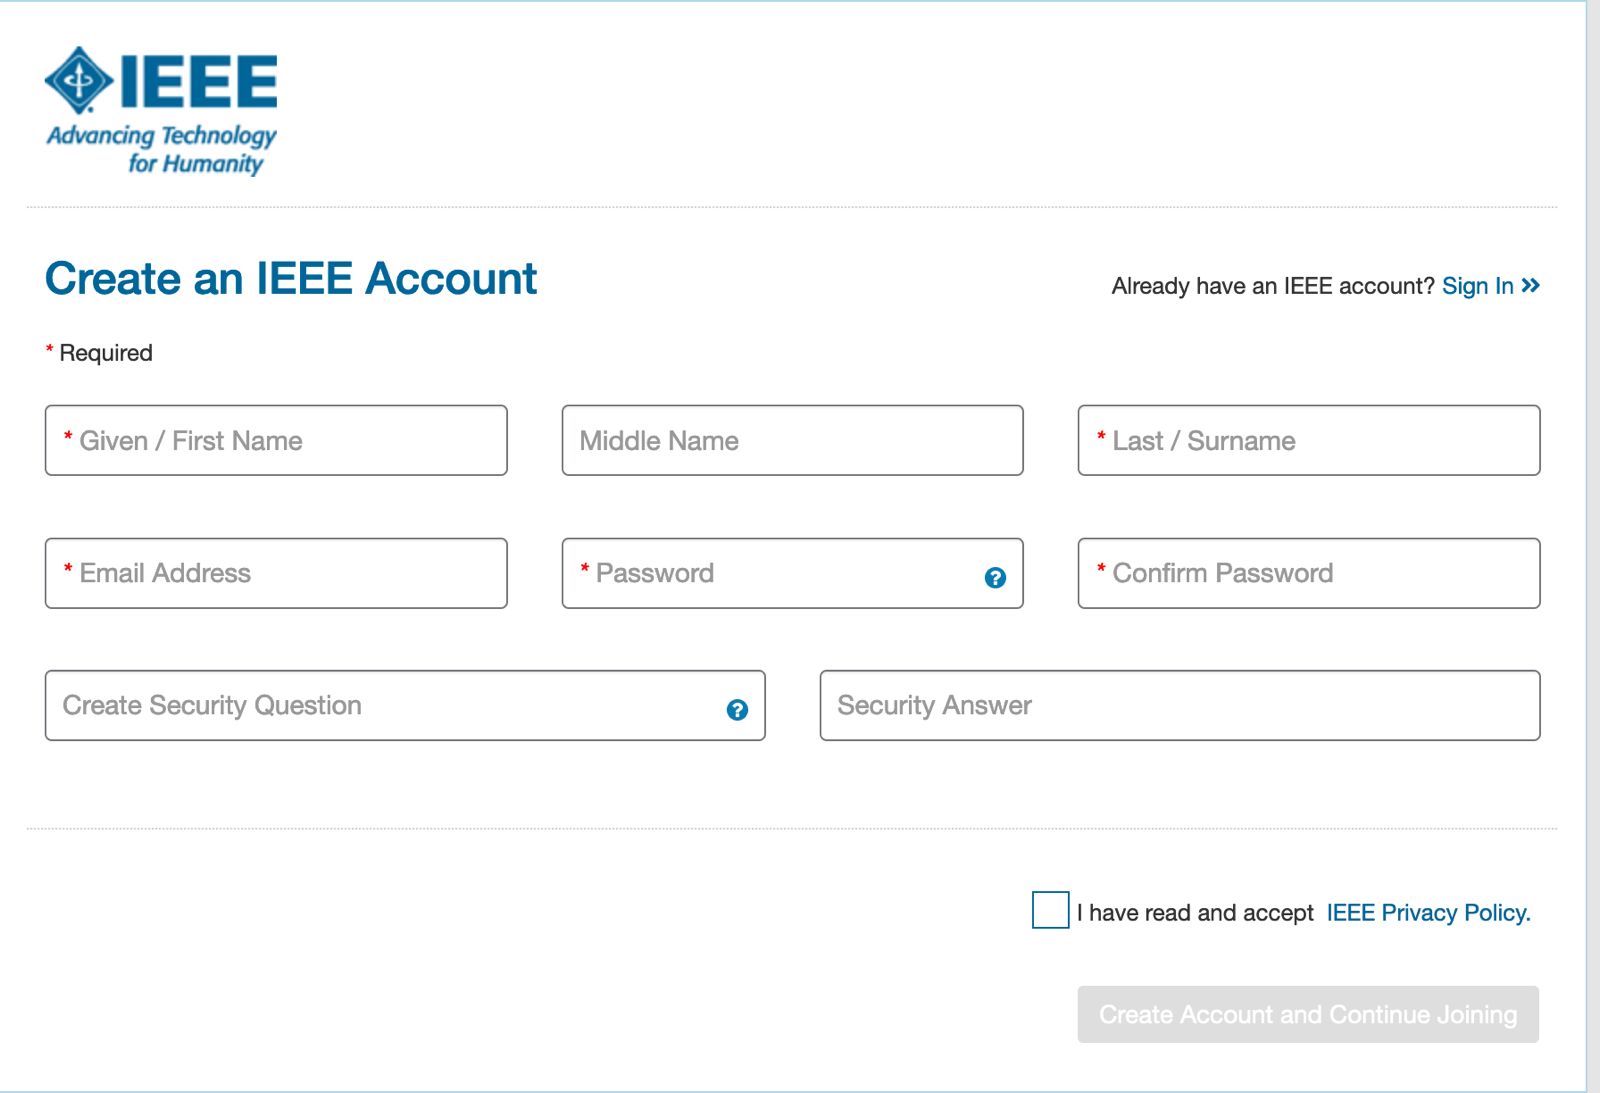 IEEE
Advancing Technology
for Humanity
Create an IEEE Account
Already have an IEEE account? Sign In »
* Required
* Given / First Name
Middle Name
* Last / Surname
* Email Address
* Password ?
* Confirm Password
Create Security Question ?
Security Answer
I have read and accept IEEE Privacy Policy.
Create Account and Continue Joining